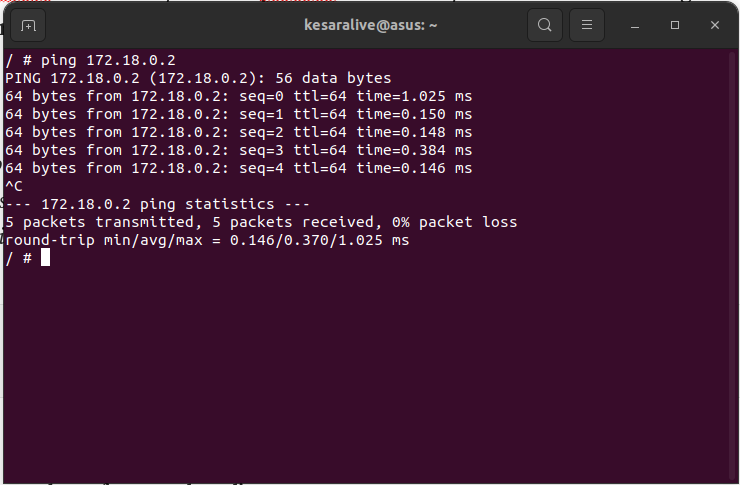 kesaralive@asus: ~
/ # ping 172.18.0.2
PING 172.18.0.2 (172.18.0.2): 56 data bytes
64 bytes from 172.18.0.2: seq=0 ttl=64 time=1.025 ms
64 bytes from 172.18.0.2: seq=1 ttl=64 time=0.150 ms
64 bytes from 172.18.0.2: seq=2 ttl=64 time=0.148 ms
64 bytes from 172.18.0.2: seq=3 ttl=64 time=0.384 ms
64 bytes from 172.18.0.2: seq=4 ttl=64 time=0.146 ms
^C
--- 172.18.0.2 ping statistics ---
5 packets transmitted, 5 packets received, 0% packet loss
round-trip min/avg/max = 0.146/0.370/1.025 ms
/ #